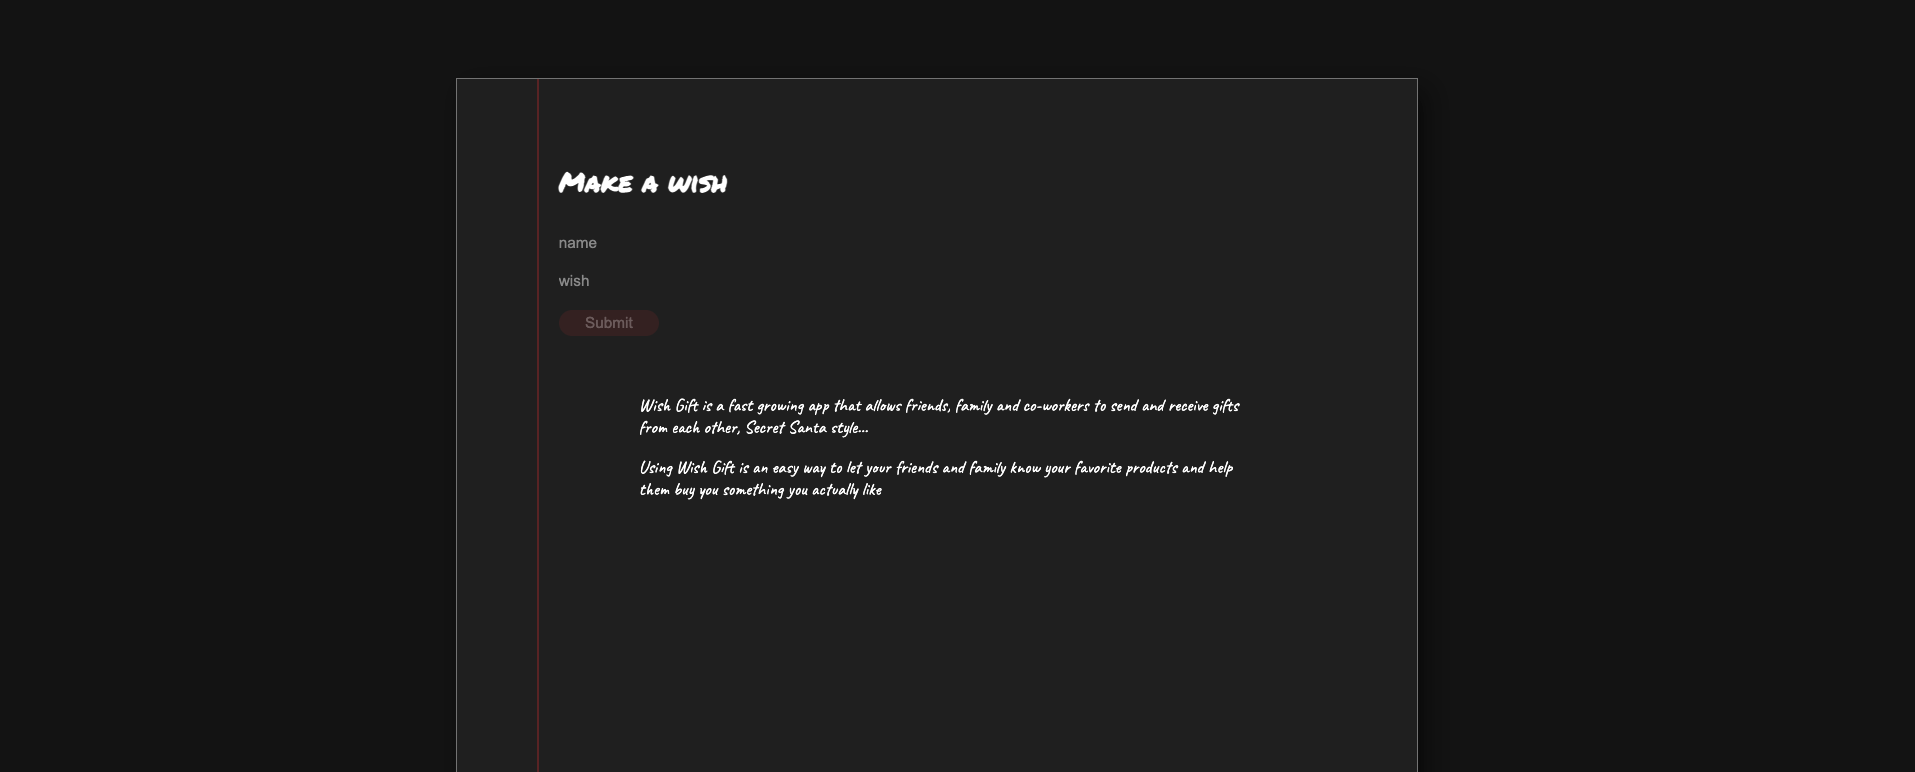 Make a wish
name
wish
Submit
Wish Gift is a fast growing app that allows friends, family and co-workers to send and receive gifts
from each other, Secret Santa style...
Using Wish Gift is an easy way to let your friends and family know your favorite products and help
them buy you something you actually like